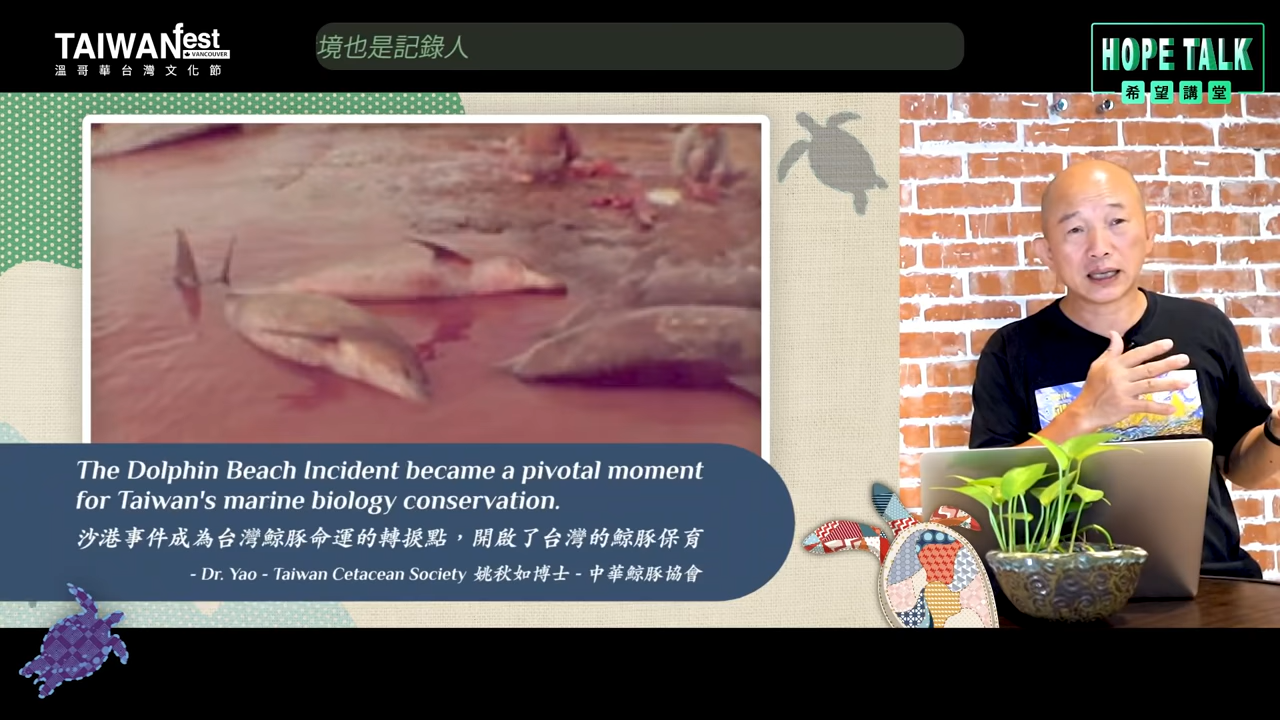 TAIWANfest
VANCOUVER
溫哥華台灣文化節
境也是記錄人
HOPE TALK
希望講堂
The Dolphin Beach Incident became a pivotal moment
for Taiwan's marine biology conservation.
沙港事件成為台灣鯨豚命運的轉捩點，開啟了台灣的鯨豚保育
- Dr. Yao - Taiwan Cetacean Society 姚秋如博士 - 中華鯨豚協會